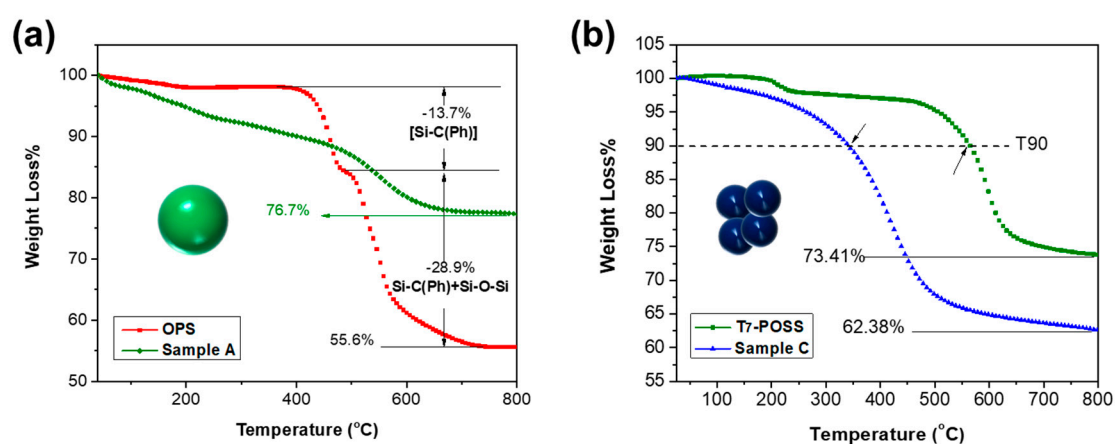 (a)
100
90
80
70
60
50
200
400
600
800
Weight Loss%
Temperature (°C)
-13.7%
[Si-C(Ph)]
76.7%
-28.9%
Si-C(Ph)+Si-O-Si
55.6%
OPS
Sample A
(b)
105
100
95
90
85
80
75
70
65
60
55
100
200
300
400
500
600
700
800
Weight Loss%
Temperature (°C)
T90
73.41%
62.38%
T₇-POSS
Sample C